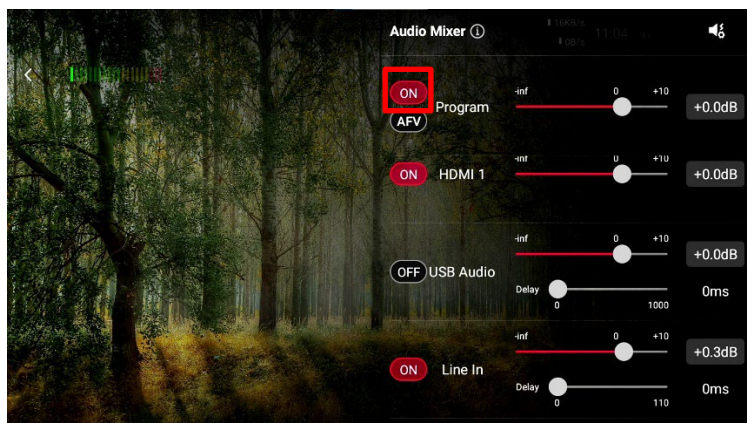 Audio Mixer ⓘ
16KB/s
11:04
0B/s
ON
Program
AFV
-inf 0 +10
+0.0dB
ON
HDMI 1
-inf 0 +10
+0.0dB
OFF
USB Audio
-inf 0 +10
+0.0dB
Delay
0 1000
0ms
ON
Line In
-inf 0 +10
+0.3dB
Delay
0 110
0ms